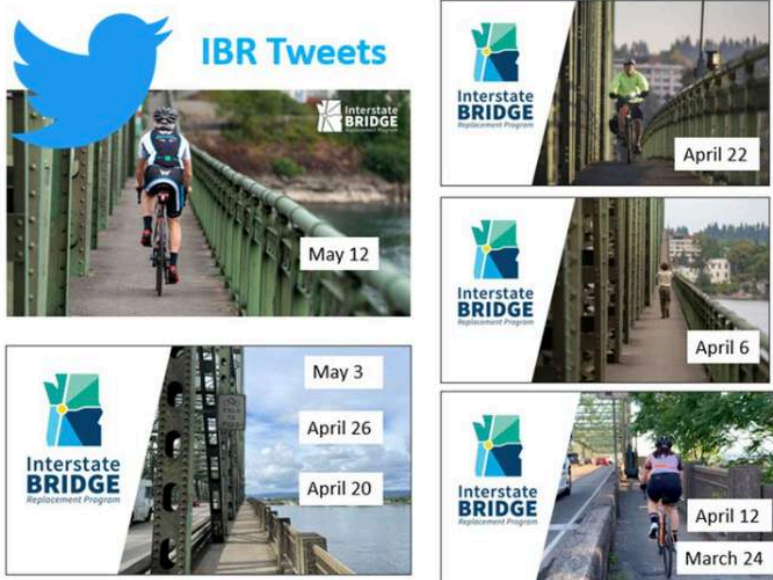 IBR Tweets
Interstate
BRIDGE
Replacement Program
May 12
Interstate
BRIDGE
Replacement Program
May 3
April 26
April 20
Interstate
BRIDGE
Replacement Program
April 22
Interstate
BRIDGE
Replacement Program
April 6
Interstate
BRIDGE
Replacement Program
April 12
March 24